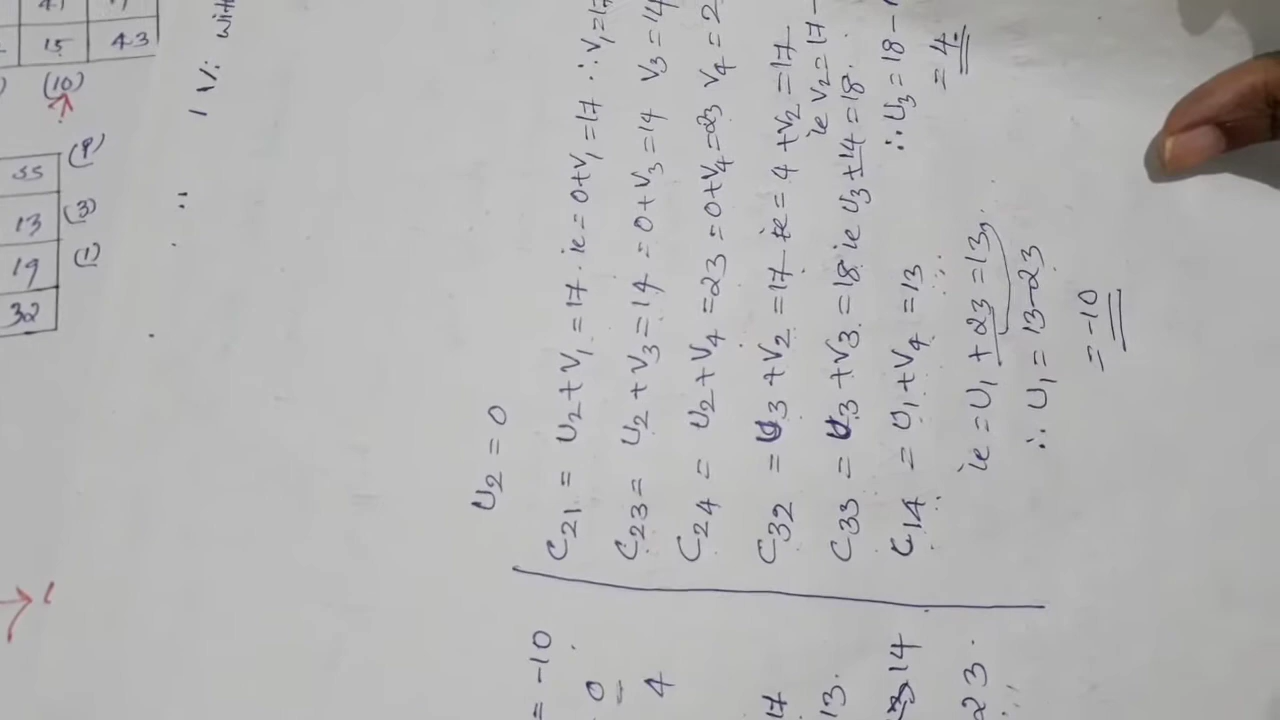 U2 = 0
C21 = U2 + V1 = 17. ie = 0+V1 = 17 ∴ V1 = 17
C23 = U2 + V3 = 14 = 0+V3 = 14 V3 = 14
C24 = U2 + V4 = 23 = 0+V4 = 23 V4 = 2
C32 = U3 + V2 = 17 ie = 4 + V2 = 17
ie V2 = 17 -
C33 = U3 + V3 = 18 ie U3 + 14 = 18.
∴ U3 = 18 -
= 4
C14 = U1 + V4 = 13
ie = U1 + 23 = 13,
∴ U1 = 13 - 23
= -10
= -10
0
4
17
13.
14
23.
15 43
(10)
35 (9)
13 (3)
19 (1)
32